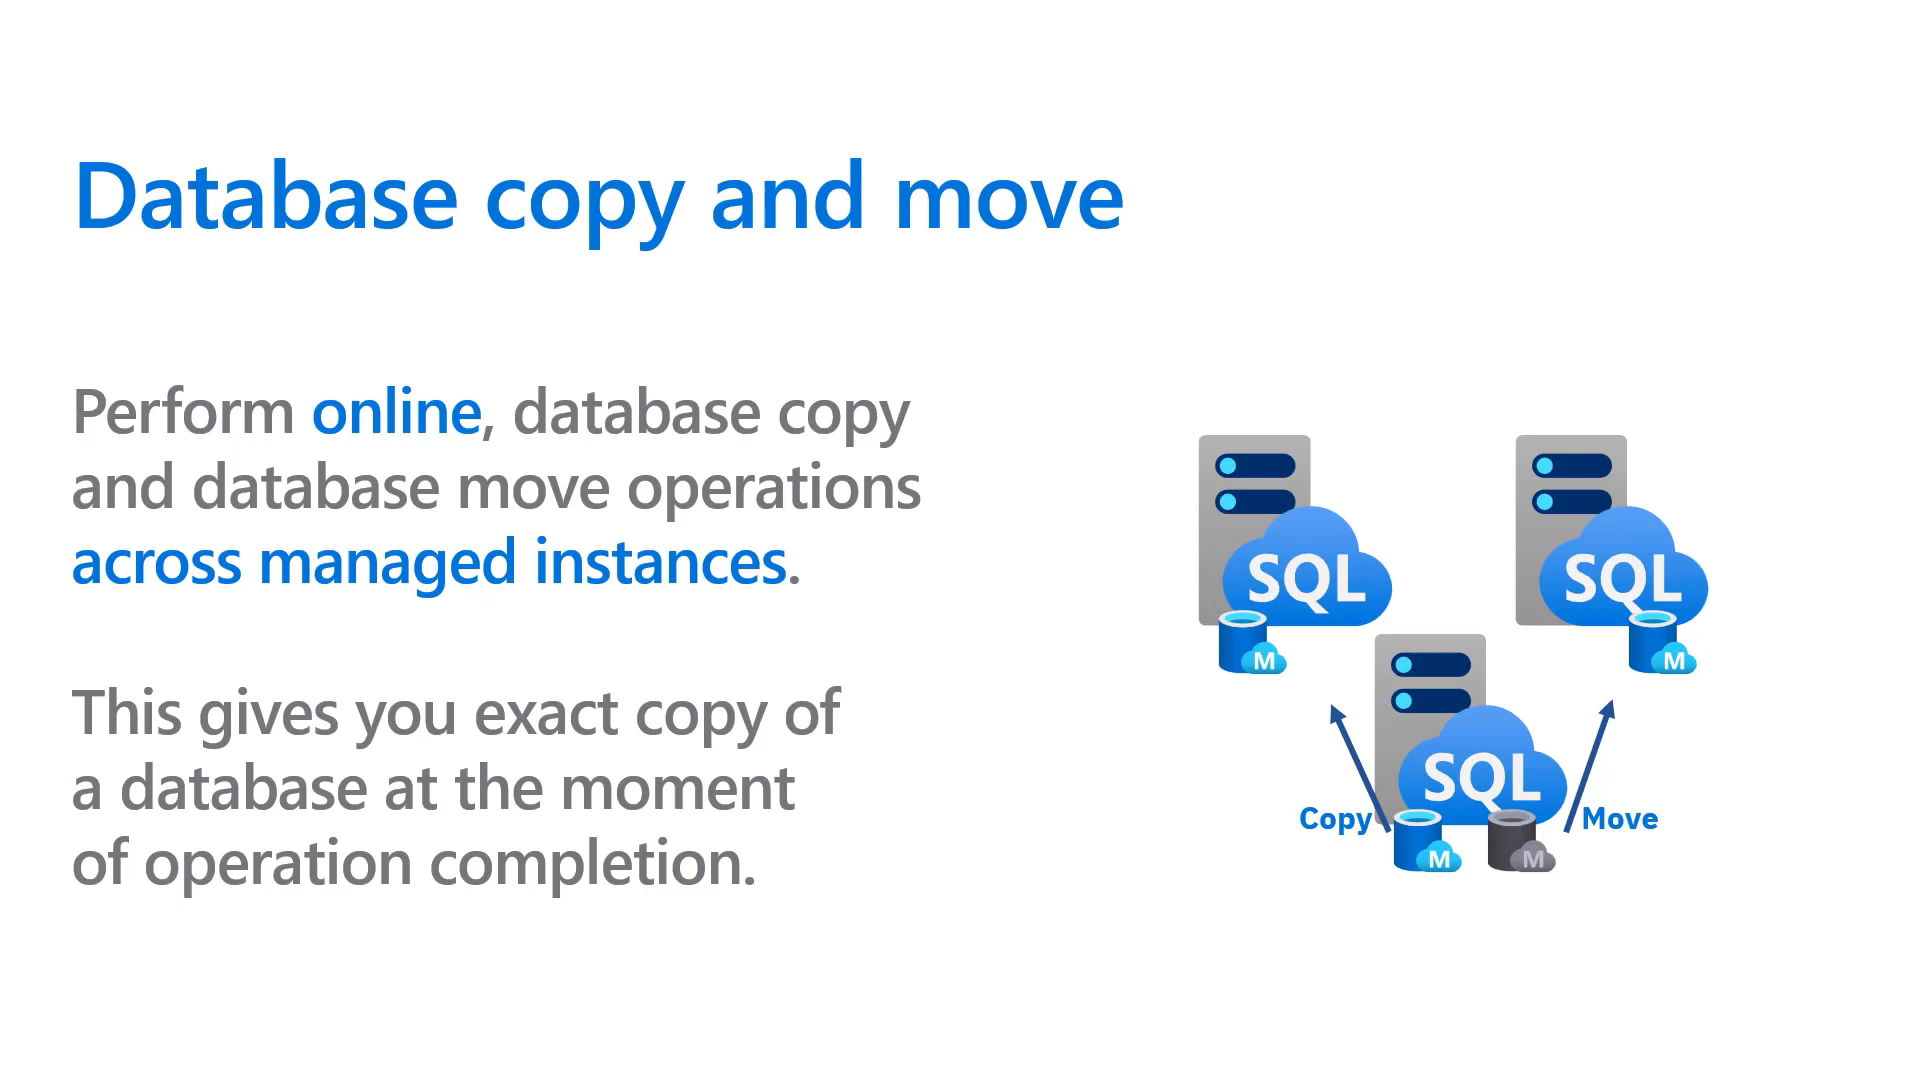 Database copy and move
Perform online, database copy
and database move operations
across managed instances.
This gives you exact copy of
a database at the moment
of operation completion.
SQL
SQL
M
M
SQL
Copy
Move
M
M